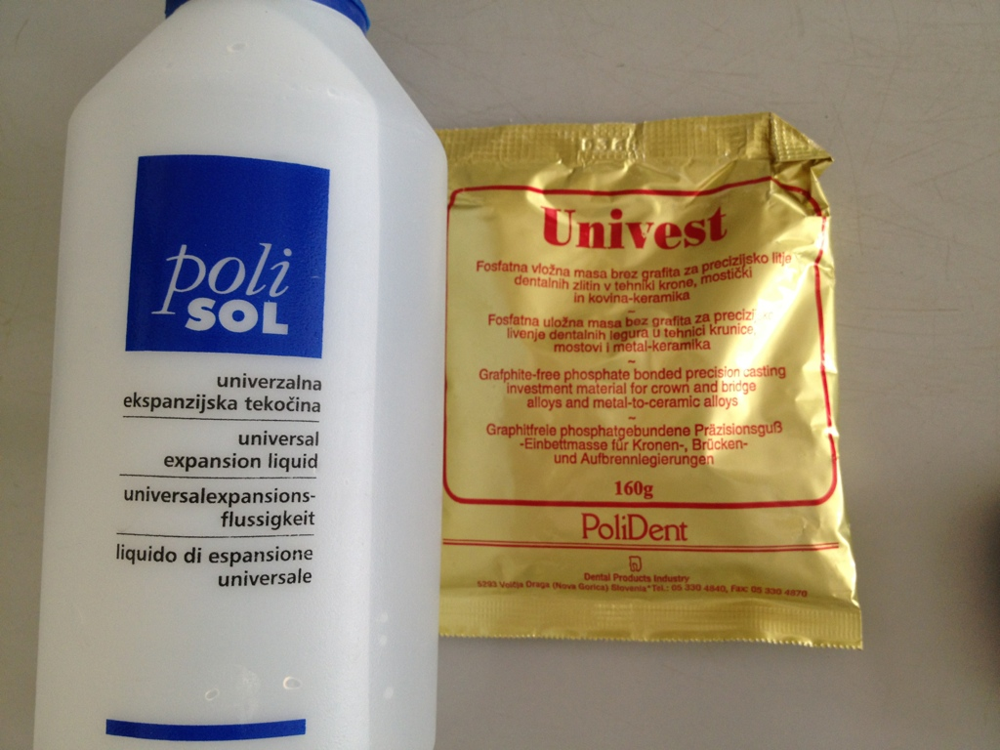 poli
SOL
univerzalna
ekspanzijska tekočina
universal
expansion liquid
universalexpansions-
flussigkeit
liquido di espansione
universale
Univest
Fosfatna vložna masa brez grafita za precizijsko litje
dentalnih zlitin v tehniki krone, mostički
in kovina-keramika
~
Fosfatna uložna masa bez grafita za
livenje dentalnih legura u tehnici krunice,
mostovi i metal-keramika
~
Grafphite-free phosphate bonded precision casting
investment material for crown and bridge
alloys and metal-to-ceramic alloys
~
Graphitfreie phosphatgebundene Präzisionsguß
-Einbettmasse für Kronen-, Brücken-
und Aufbrennlegierungen
160g
PoliDent
Dental Products Industry
5293 Volčja Draga (Nova Gorica) Slovenia*Tel.: 05 330 4840, Fax: 05 330 4870